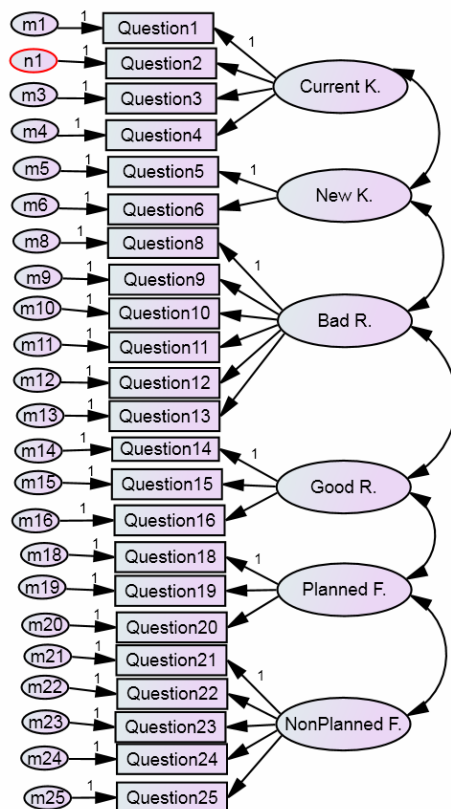 m1 1 Question1
1
n1 1 Question2
Current K.
m3 1 Question3
m4 1 Question4
m5 1 Question5
1
New K.
m6 1 Question6
m8 1 Question8
1
m9 1 Question9
m10 1 Question10
Bad R.
m11 1 Question11
m12 1 Question12
m13 1 Question13
m14 1 Question14
1
m15 1 Question15
Good R.
m16 1 Question16
m18 1 Question18
1
m19 1 Question19
Planned F.
m20 1 Question20
m21 1 Question21
1
m22 1 Question22
m23 1 Question23
NonPlanned F.
m24 1 Question24
m25 1 Question25